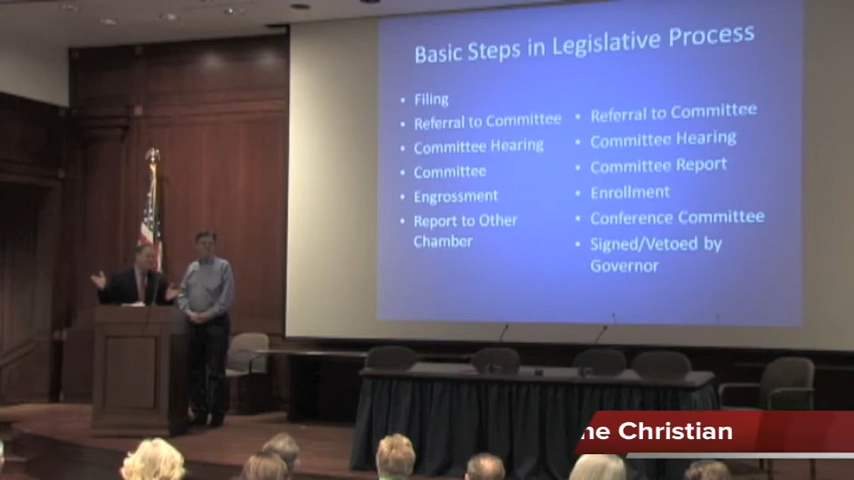 Basic Steps in Legislative Process
• Filing
• Referral to Committee
• Committee Hearing
• Committee
• Engrossment
• Report to Other
Chamber
• Referral to Committee
• Committee Hearing
• Committee Report
• Enrollment
• Conference Committee
• Signed/Vetoed by
Governor
ne Christian